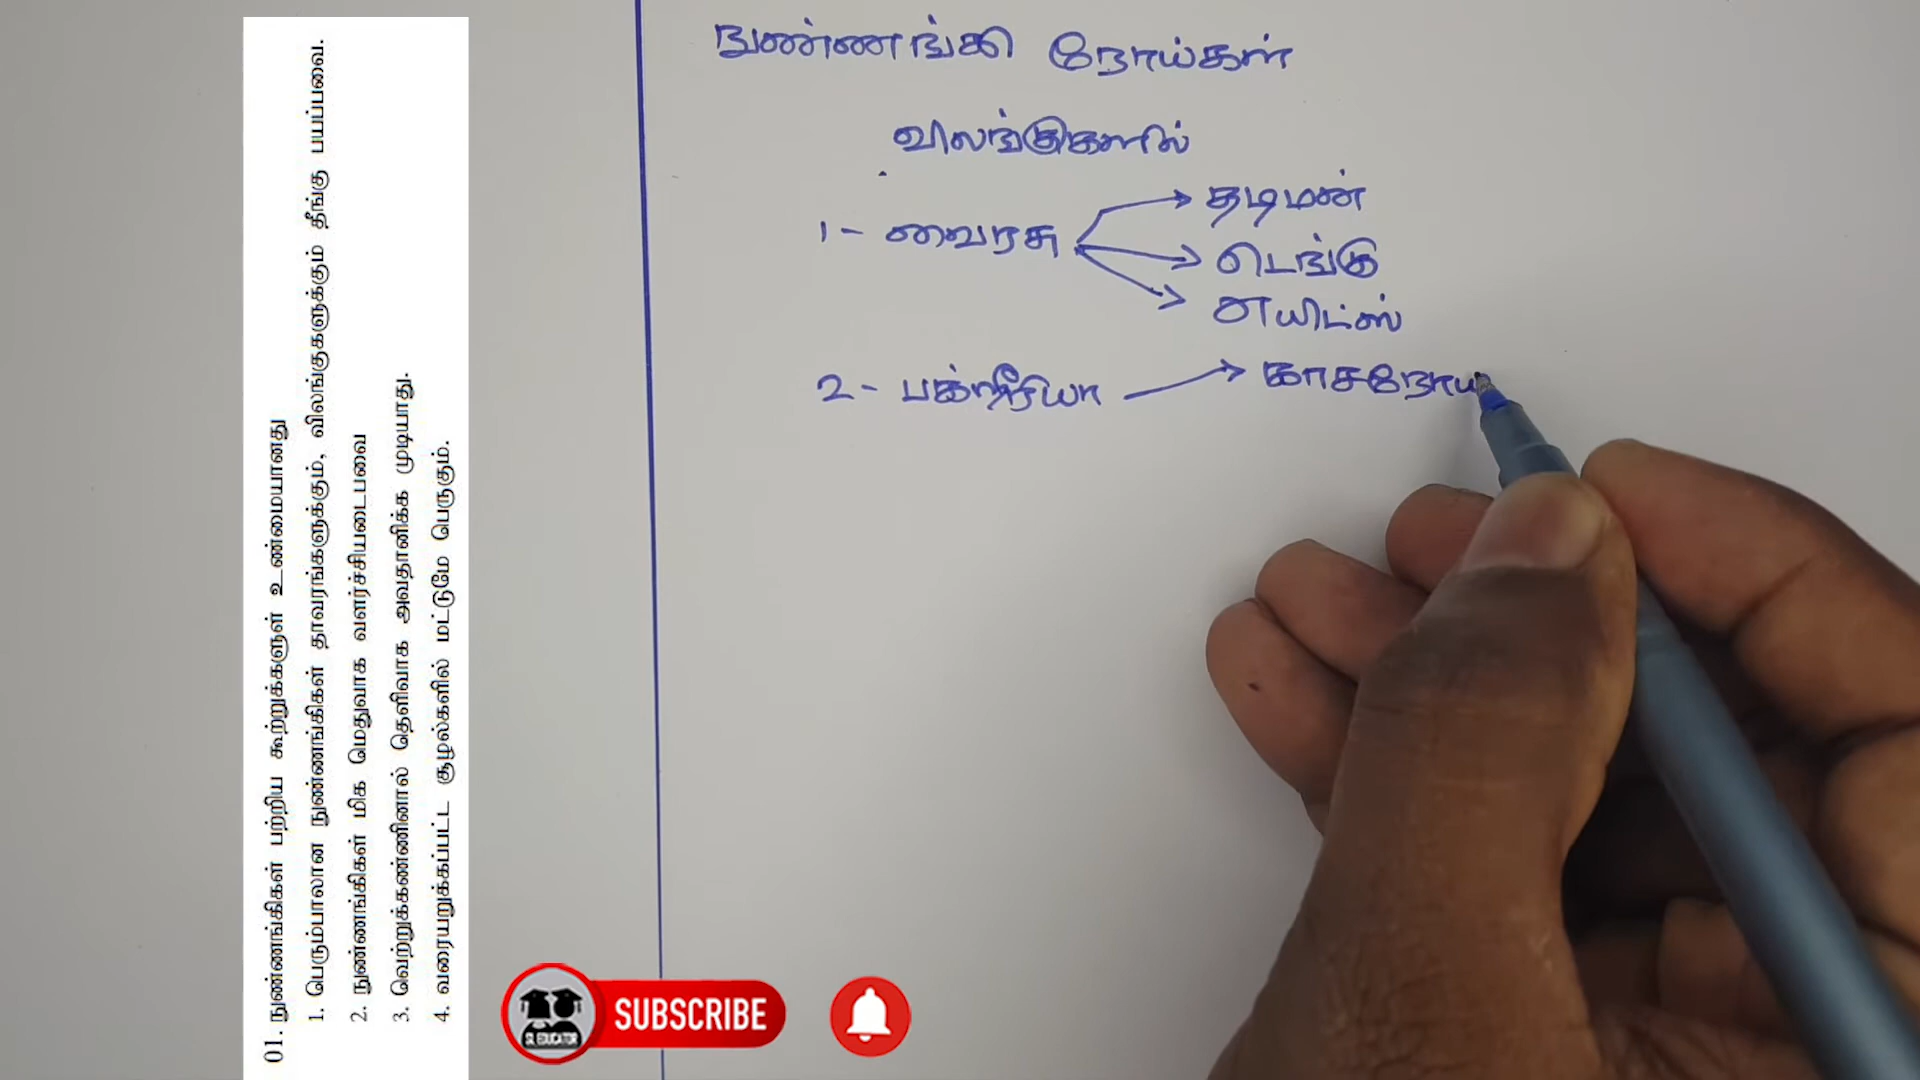 01. நுண்ணங்கிகள் பற்றிய கூற்றுக்களுள் உண்மையானது
1. பெரும்பாலான நுண்ணங்கிகள் தாவரங்களுக்கும், விலங்குகளுக்கும் தீங்கு பயப்பவை.
2. நுண்ணங்கிகள் மிக மெதுவாக வளர்ச்சியடைபவை
3. வெற்றுக்கண்ணினால் தெளிவாக அவதானிக்க முடியாது.
4. வரையறுக்கப்பட்ட சூழல்களில் மட்டுமே பெருகும்.
நுண்ணங்கி நோய்கள்
விலங்குகளில்
1 - வைரசு
தடிமன்
டெங்கு
எயிட்ஸ்
2 - பக்றீரியா
காசநோய
SL EDUCATOR
SUBSCRIBE